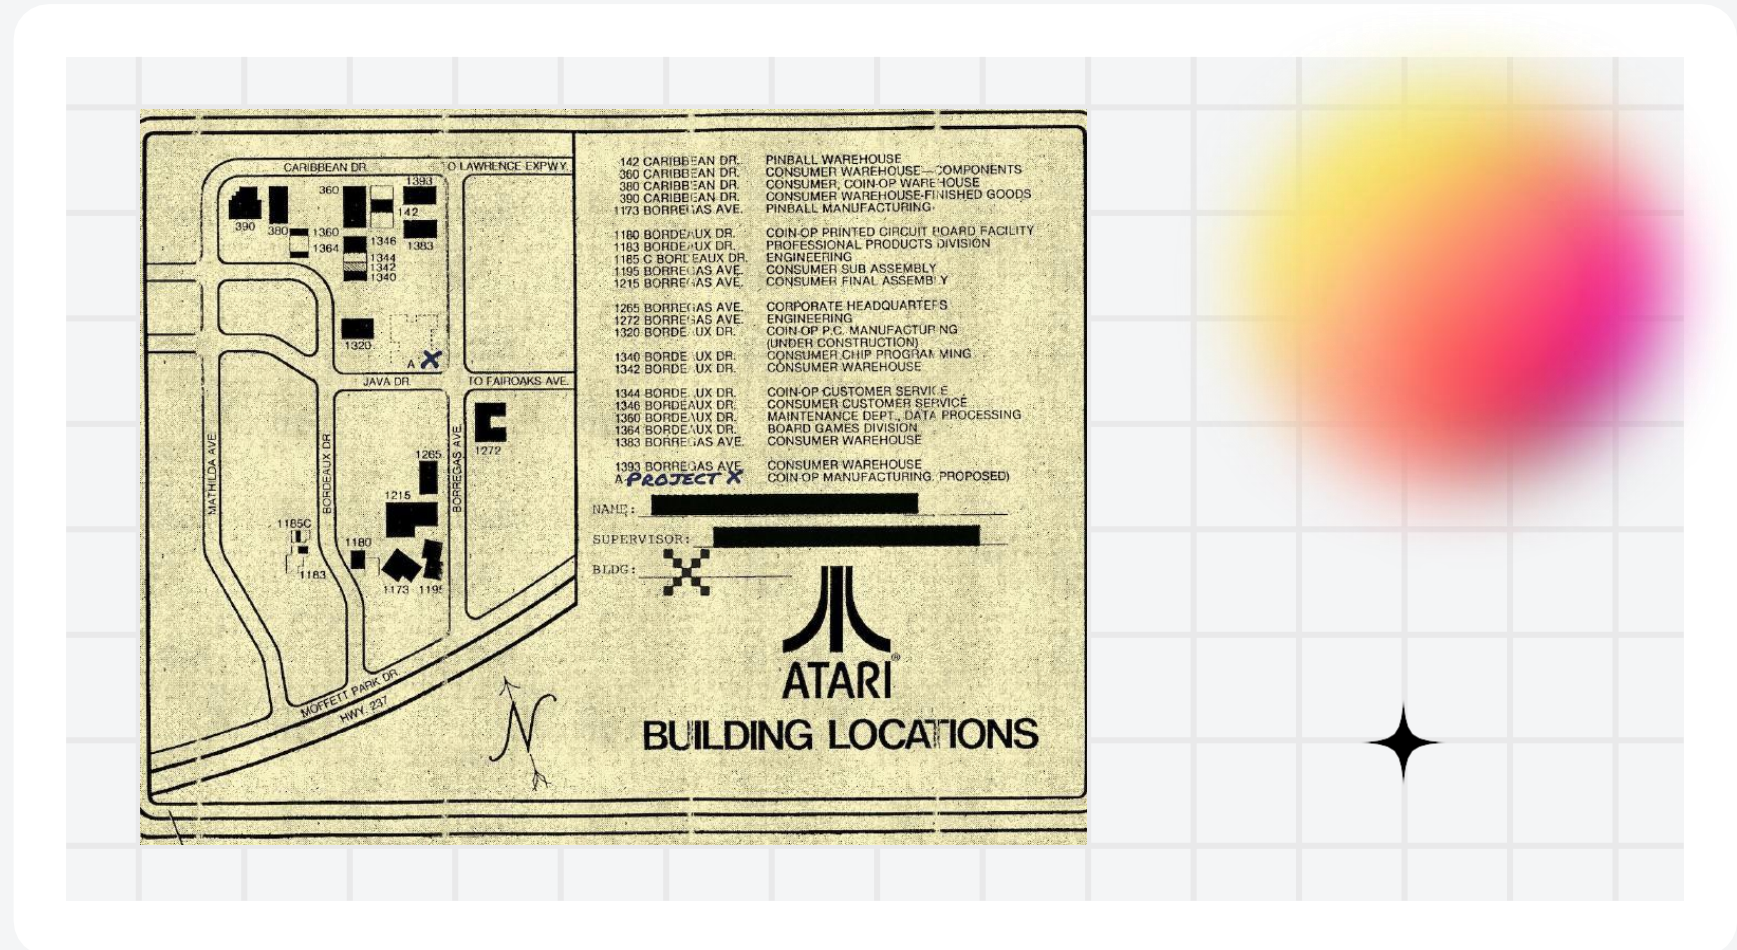 CARIBBEAN DR.
TO LAWRENCE EXPWY.
390
380
360
1360
1364
142
1393
1383
1346
1344
1342
1340
1320
A X
JAVA DR.
TO FAIROAKS AVE.
MATHILDA AVE
BORDEAUX DR
BORREGAS AVE.
1272
1265
1215
1185C
1183
1180
1173
1195
MOFFETT PARK DR.
HWY. 237
N
142 CARIBBEAN DR. PINBALL WAREHOUSE
360 CARIBBEAN DR. CONSUMER WAREHOUSE—COMPONENTS
380 CARIBBEAN DR. CONSUMER, COIN-OP WAREHOUSE
390 CARIBBEAN DR. CONSUMER WAREHOUSE-FINISHED GOODS
1173 BORREGAS AVE. PINBALL MANUFACTURING
1180 BORDEAUX DR. COIN-OP PRINTED CIRCUIT BOARD FACILITY
1183 BORDEAUX DR. PROFESSIONAL PRODUCTS DIVISION
1185 C BORDEAUX DR. ENGINEERING
1195 BORREGAS AVE. CONSUMER SUB ASSEMBLY
1215 BORREGAS AVE. CONSUMER FINAL ASSEMBLY
1265 BORREGAS AVE. CORPORATE HEADQUARTERS
1272 BORREGAS AVE. ENGINEERING
1320 BORDEAUX DR. COIN-OP P.C. MANUFACTURING
(UNDER CONSTRUCTION)
1340 BORDEAUX DR. CONSUMER CHIP PROGRAMMING
1342 BORDEAUX DR. CONSUMER WAREHOUSE
1344 BORDEAUX DR. COIN-OP CUSTOMER SERVICE
1346 BORDEAUX DR. CONSUMER CUSTOMER SERVICE
1360 BORDEAUX DR. MAINTENANCE DEPT., DATA PROCESSING
1364 BORDEAUX DR. BOARD GAMES DIVISION
1383 BORREGAS AVE. CONSUMER WAREHOUSE
1393 BORREGAS AVE. CONSUMER WAREHOUSE
A PROJECT X COIN-OP MANUFACTURING (PROPOSED)
NAME:
SUPERVISOR:
BLDG:
ATARI®
BUILDING LOCATIONS